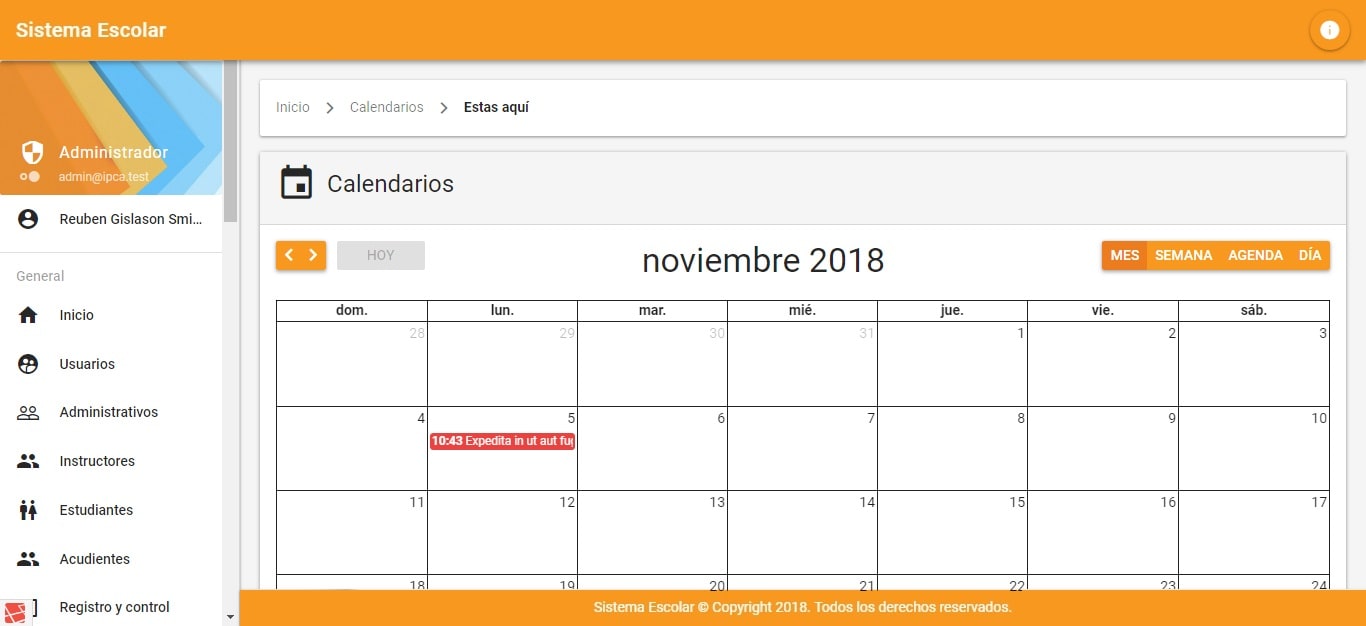 Sistema Escolar
Administrador
admin@ipca.test
Reuben Gislason Smi...
General
Inicio
Usuarios
Administrativos
Instructores
Estudiantes
Acudientes
Registro y control
Inicio > Calendarios > Estas aquí
Calendarios
HOY
noviembre 2018
MES SEMANA AGENDA DÍA
dom. lun. mar. mié. jue. vie. sáb.
28 29 30 31 1 2 3
4 5 6 7 8 9 10
10:43 Expedita in ut aut
11 12 13 14 15 16 17
18 19 20 21 22 23 24
Sistema Escolar © Copyright 2018. Todos los derechos reservados.